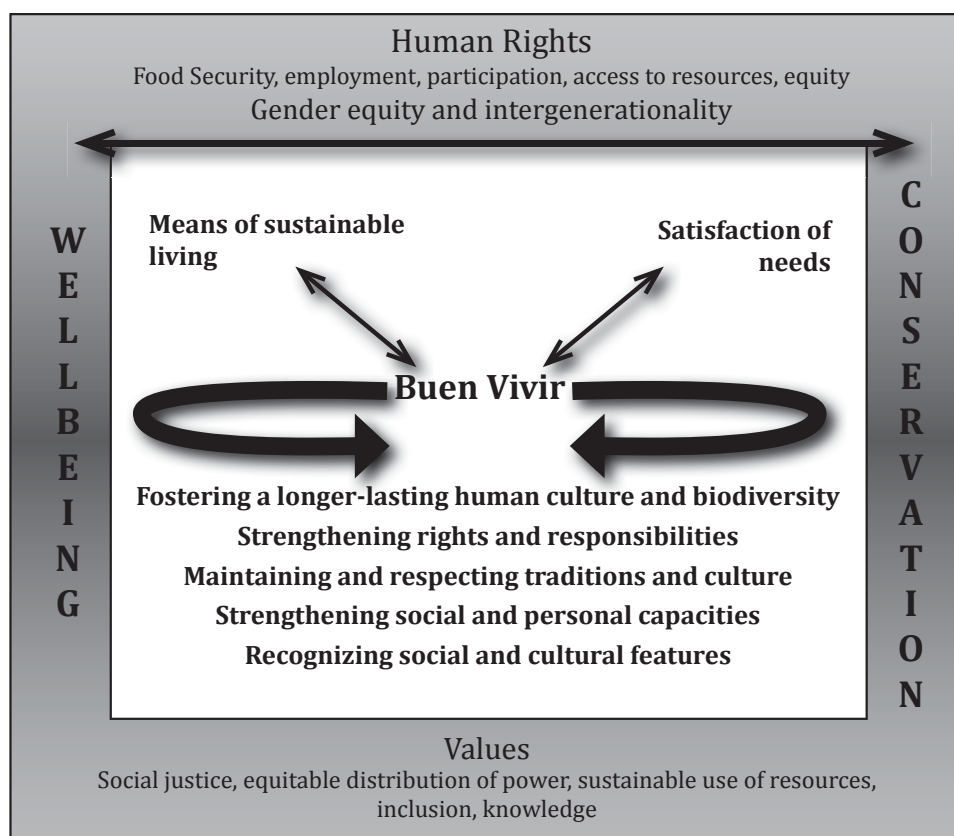 Human Rights
Food Security, employment, participation, access to resources, equity
Gender equity and intergenerationality
WELLBEING
CONSERVATION
Means of sustainable
living
Satisfaction of
needs
Buen Vivir
Fostering a longer-lasting human culture and biodiversity
Strengthening rights and responsibilities
Maintaining and respecting traditions and culture
Strengthening social and personal capacities
Recognizing social and cultural features
Values
Social justice, equitable distribution of power, sustainable use of resources,
inclusion, knowledge